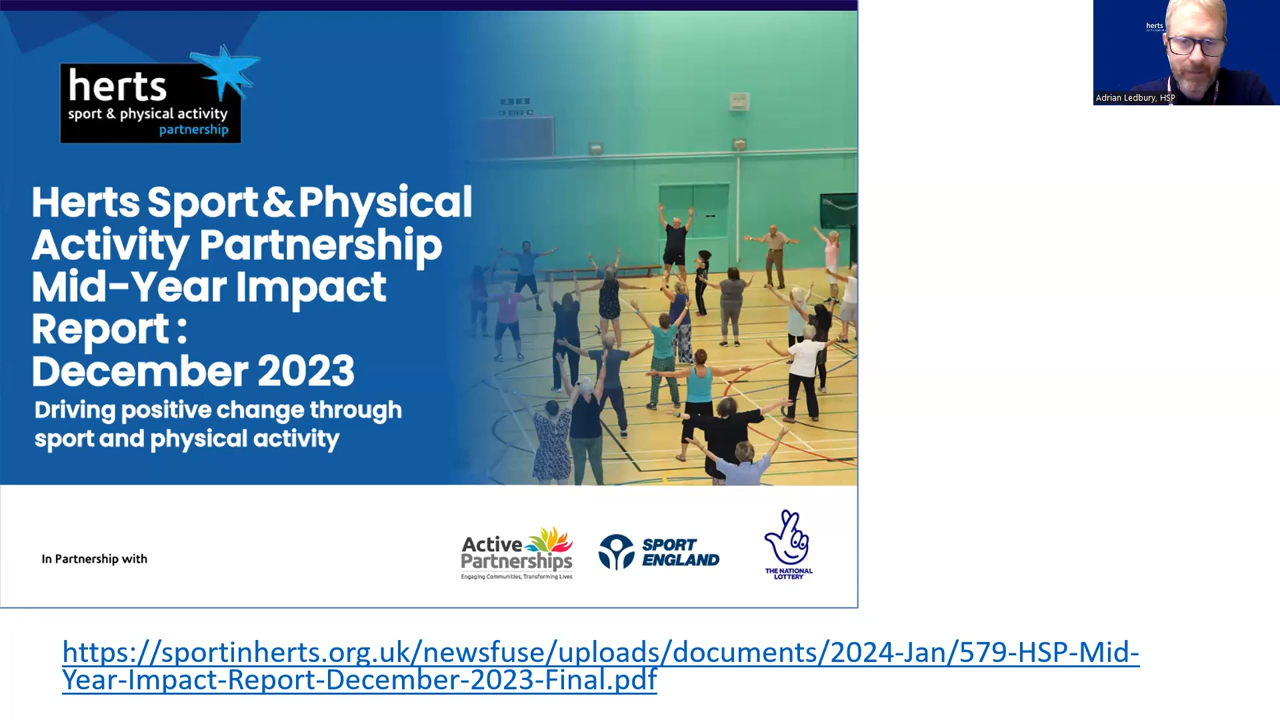 herts
sport & physical activity
partnership
Herts Sport & Physical
Activity Partnership
Mid-Year Impact
Report :
December 2023
Driving positive change through
sport and physical activity
In Partnership with
Active
Partnerships
Engaging Communities, Transforming Lives
SPORT
ENGLAND
THE NATIONAL
LOTTERY
https://sportinherts.org.uk/newsfuse/uploads/documents/2024-Jan/579-HSP-Mid-
Year-Impact-Report-December-2023-Final.pdf
herts
Adrian Ledbury, HSP